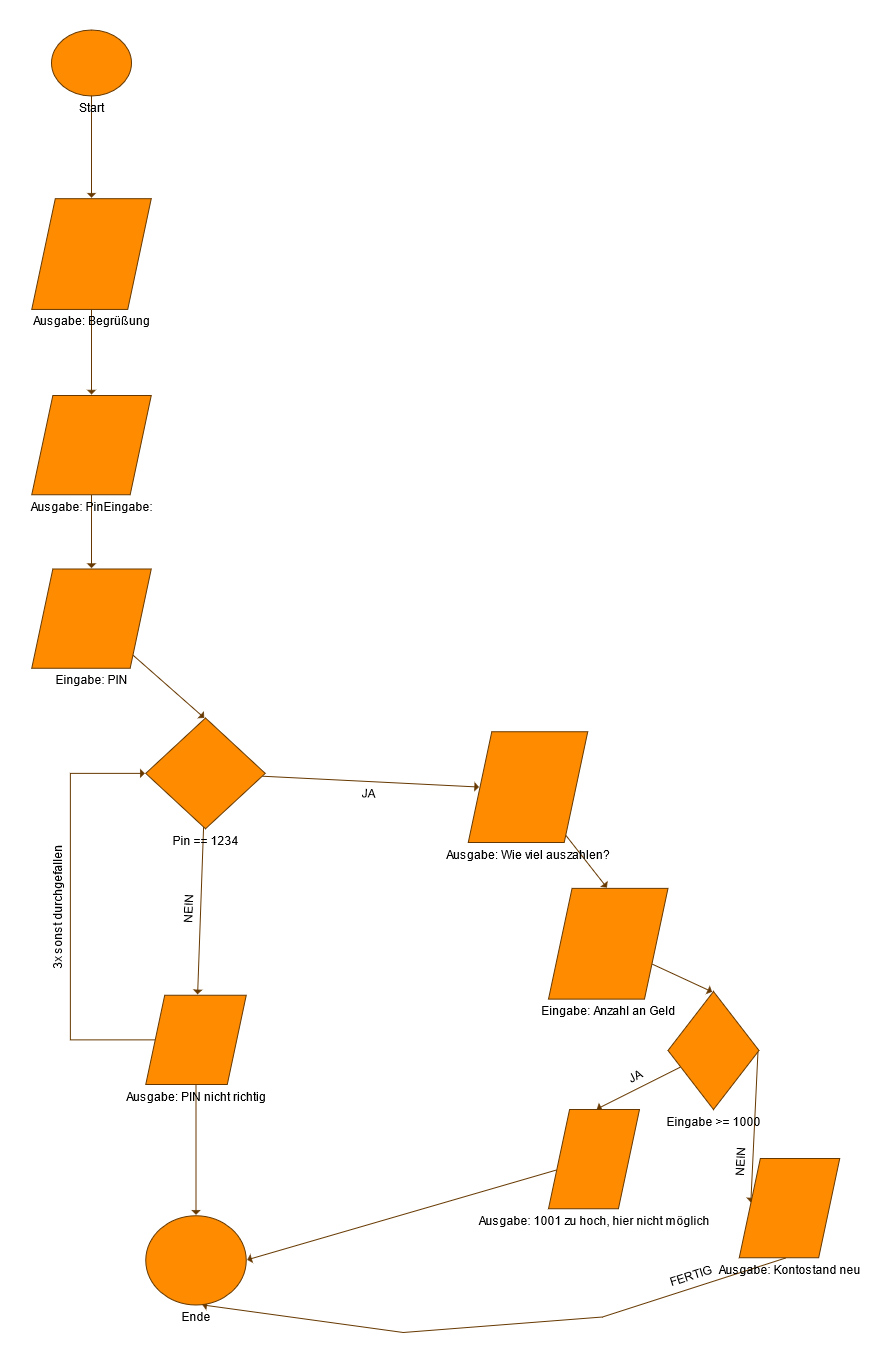 Start
Ausgabe: Begrüßung
Ausgabe: PinEingabe:
Eingabe: PIN
Pin == 1234
JA
Ausgabe: Wie viel auszahlen?
3x sonst durchgefallen
NEIN
Eingabe: Anzahl an Geld
Ausgabe: PIN nicht richtig
JA
Eingabe >= 1000
NEIN
Ausgabe: 1001 zu hoch, hier nicht möglich
Ausgabe: Kontostand neu
FERTIG
Ende